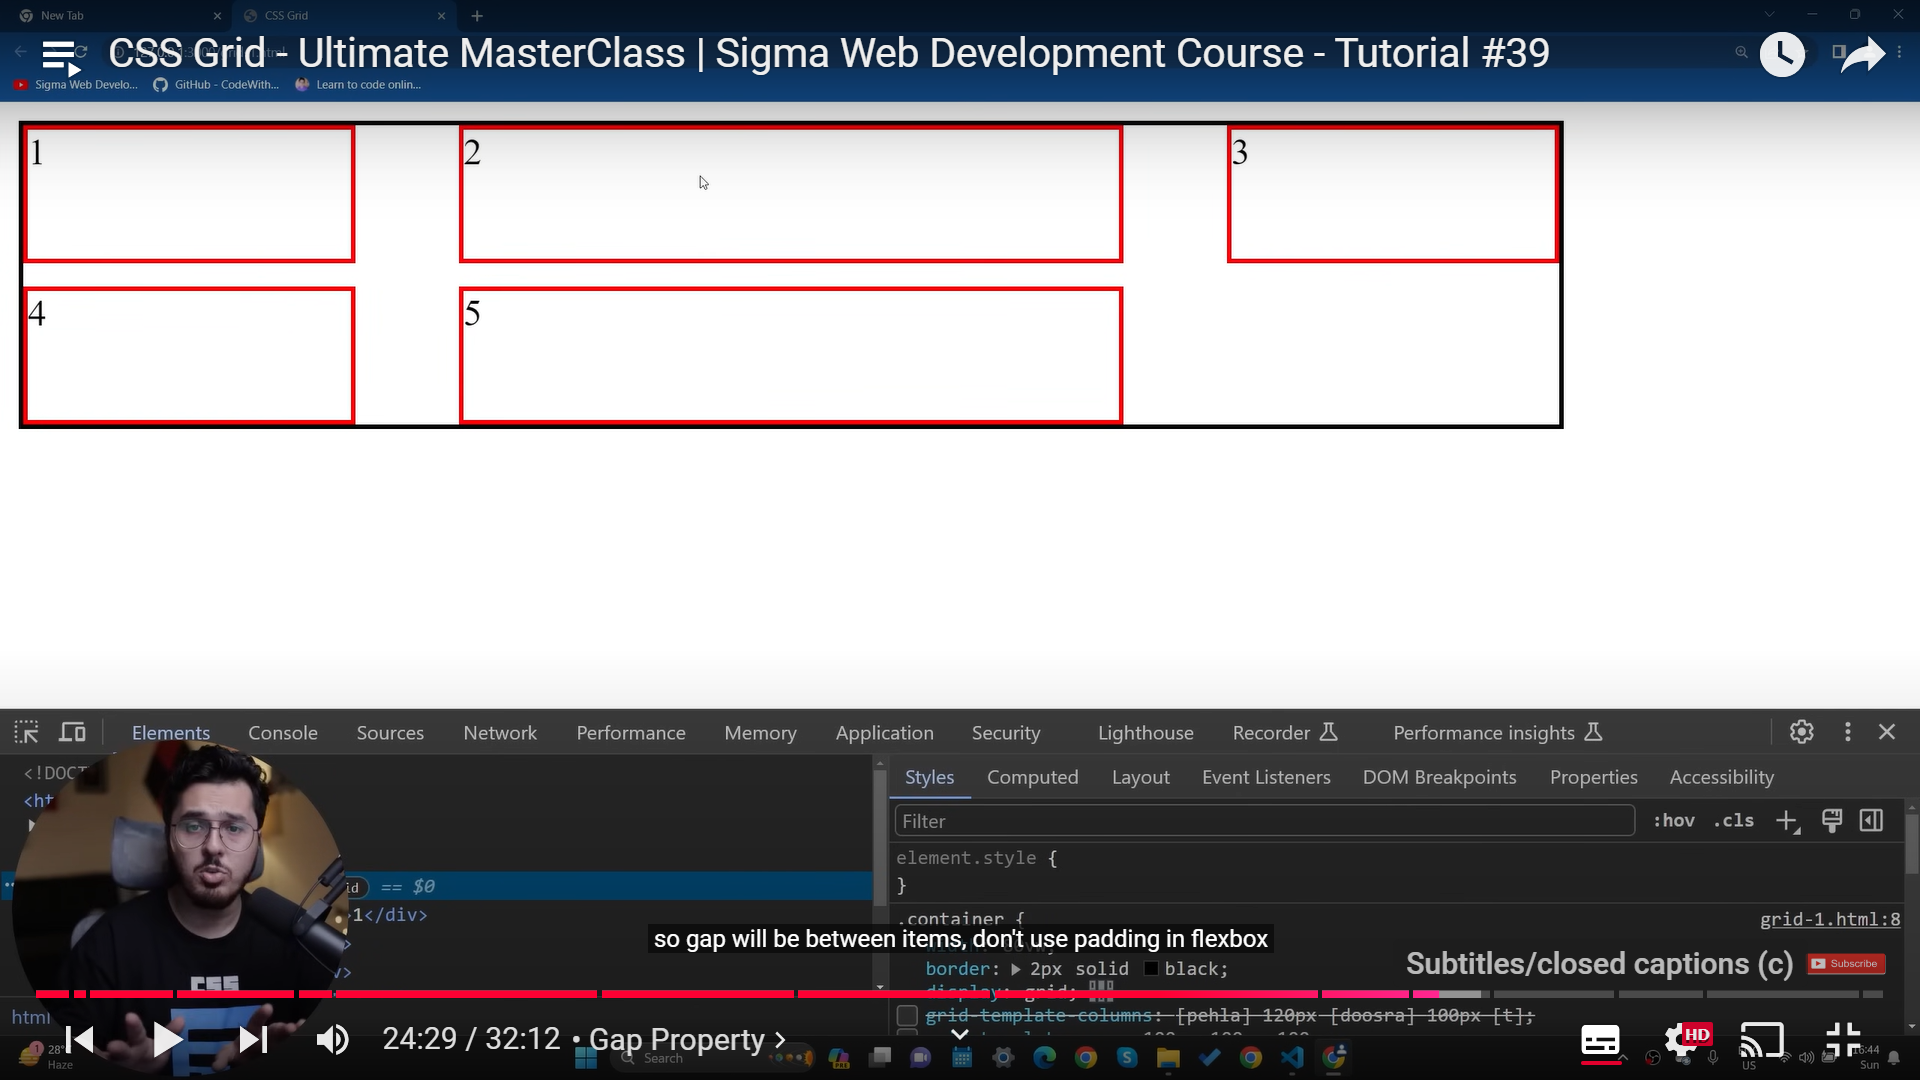 New Tab
CSS Grid
CSS Grid - Ultimate MasterClass | Sigma Web Development Course - Tutorial #39
Sigma Web Develo...
GitHub - CodeWith...
Learn to code onlin...
1
2
3
4
5
Elements
Console
Sources
Network
Performance
Memory
Application
Security
Lighthouse
Recorder
Performance insights
<!DOCT
<ht
id == $0
>1</div>
>
v>
html
Styles
Computed
Layout
Event Listeners
DOM Breakpoints
Properties
Accessibility
Filter
:hov .cls
element.style {
}
.container {
grid-1.html:8
so gap will be between items, don't use padding in flexbox
border: 2px solid black;
Subtitles/closed captions (c)
Subscribe
display: grid;
grid-template-columns: [pehla] 120px [doosra] 100px [t];
24:29 / 32:12 • Gap Property
HD
1
28°
Haze
Search
PRE
US
16:44
Sun